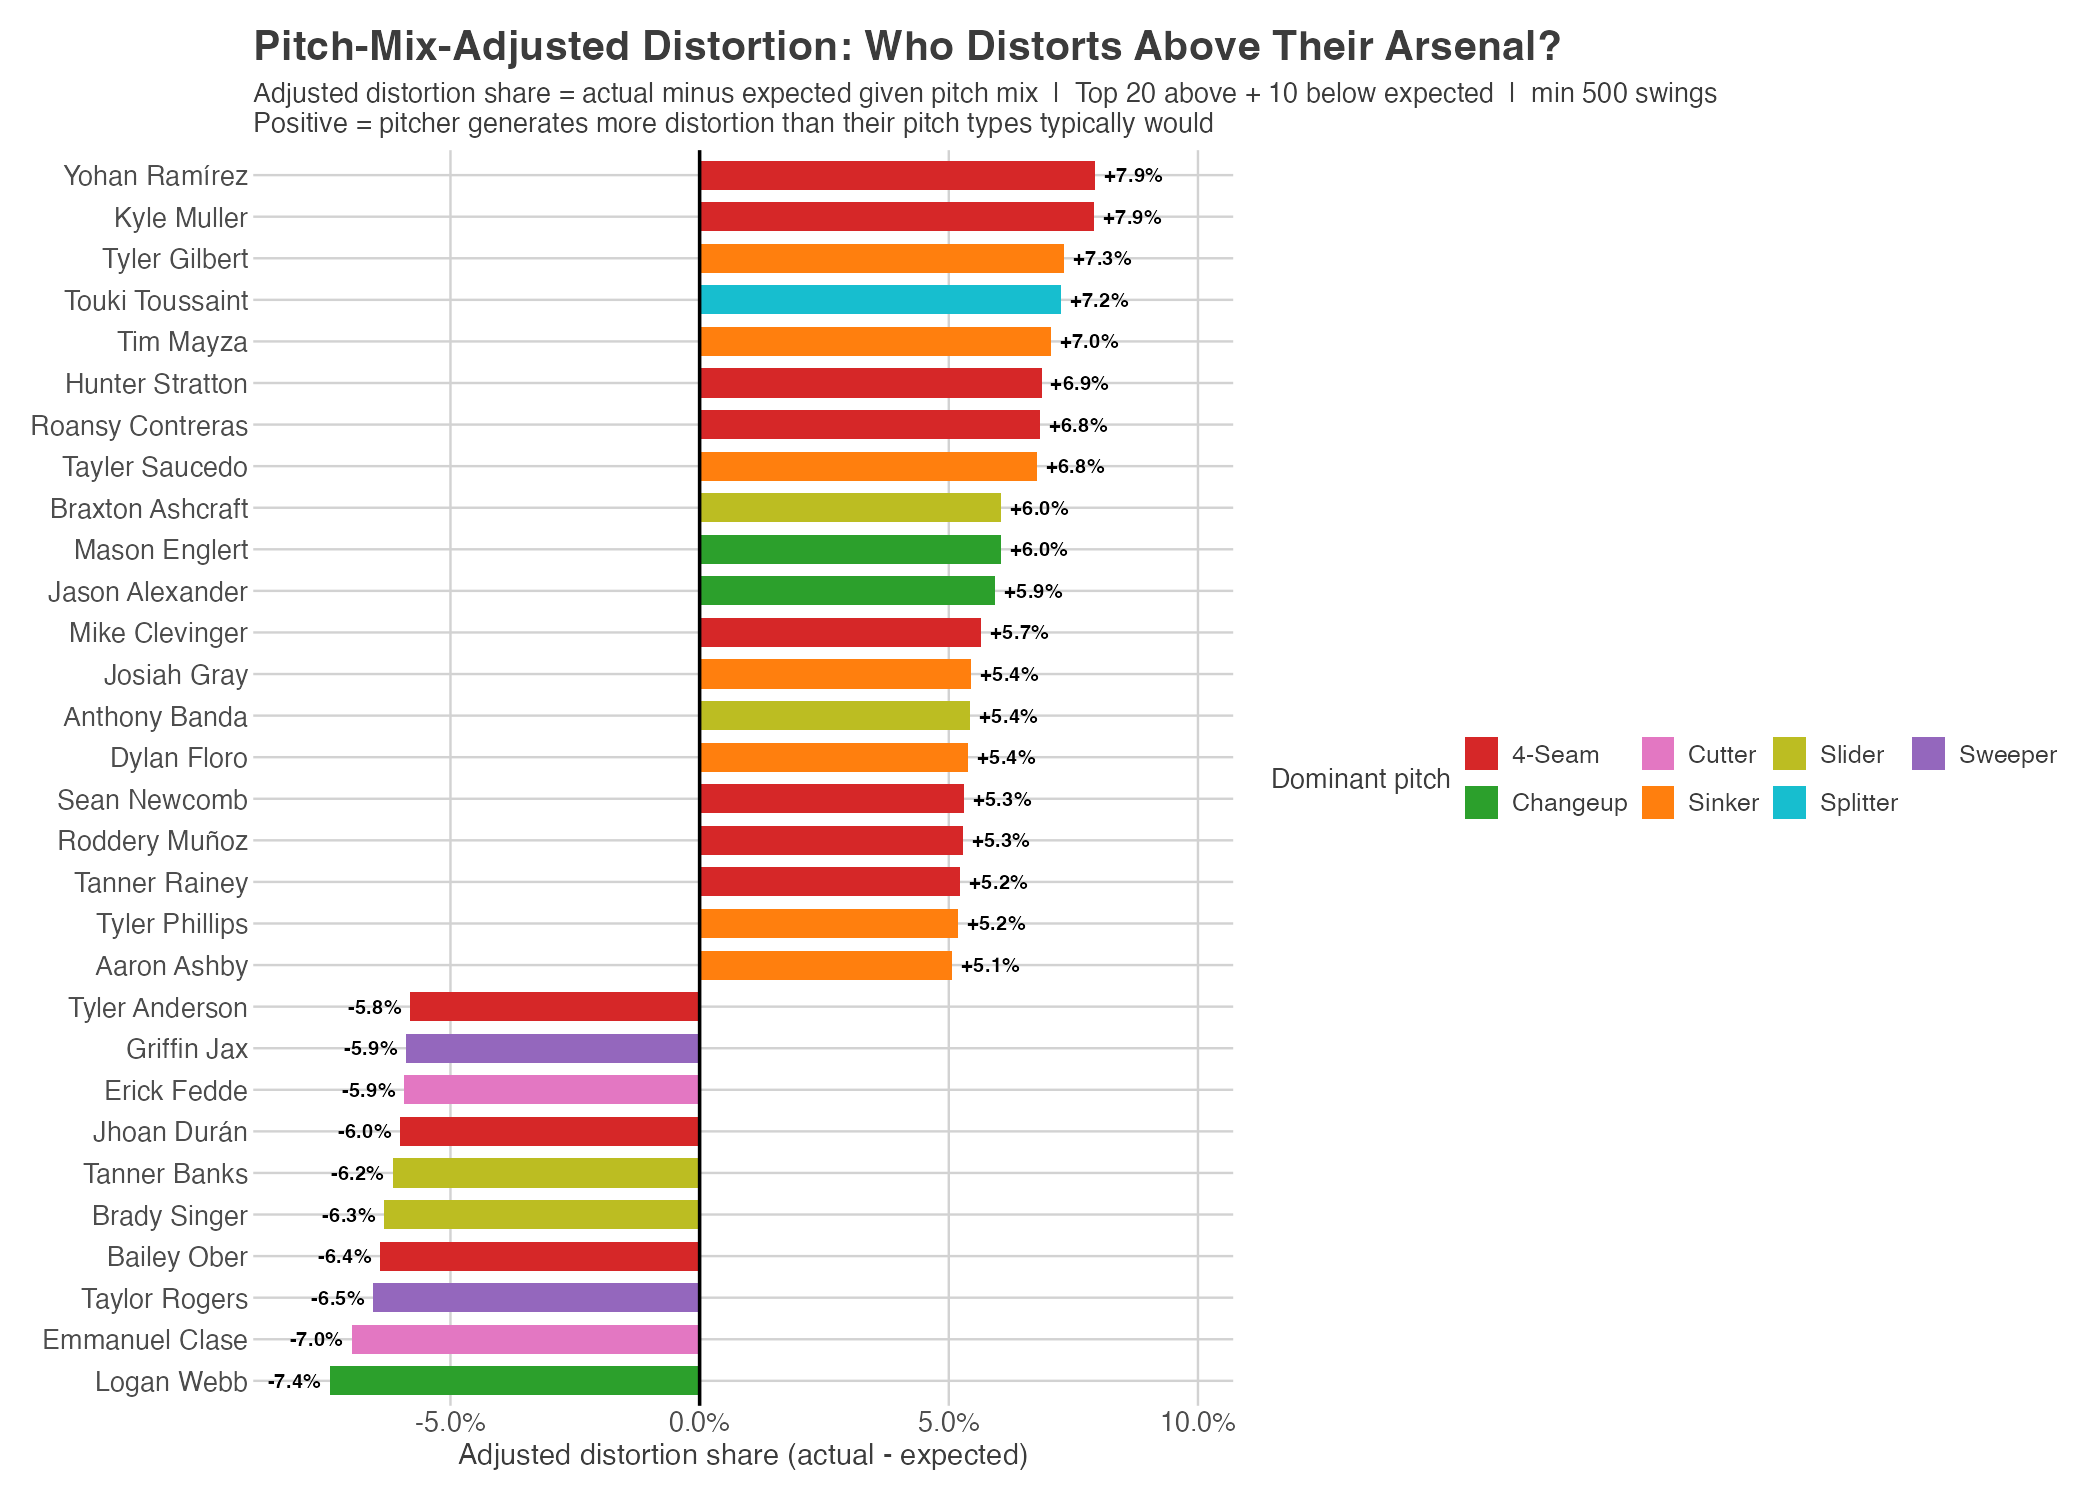 Pitch-Mix-Adjusted Distortion: Who Distorts Above Their Arsenal?
Adjusted distortion share = actual minus expected given pitch mix | Top 20 above + 10 below expected | min 500 swings
Positive = pitcher generates more distortion than their pitch types typically would
Yohan Ramírez +7.9%
Kyle Muller +7.9%
Tyler Gilbert +7.3%
Touki Toussaint +7.2%
Tim Mayza +7.0%
Hunter Stratton +6.9%
Roansy Contreras +6.8%
Tayler Saucedo +6.8%
Braxton Ashcraft +6.0%
Mason Englert +6.0%
Jason Alexander +5.9%
Mike Clevinger +5.7%
Josiah Gray +5.4%
Anthony Banda +5.4%
Dylan Floro +5.4%
Sean Newcomb +5.3%
Roddery Muñoz +5.3%
Tanner Rainey +5.2%
Tyler Phillips +5.2%
Aaron Ashby +5.1%
Tyler Anderson -5.8%
Griffin Jax -5.9%
Erick Fedde -5.9%
Jhoan Durán -6.0%
Tanner Banks -6.2%
Brady Singer -6.3%
Bailey Ober -6.4%
Taylor Rogers -6.5%
Emmanuel Clase -7.0%
Logan Webb -7.4%
-5.0% 0.0% 5.0% 10.0%
Adjusted distortion share (actual - expected)
Dominant pitch
4-Seam Cutter Slider Sweeper
Changeup Sinker Splitter